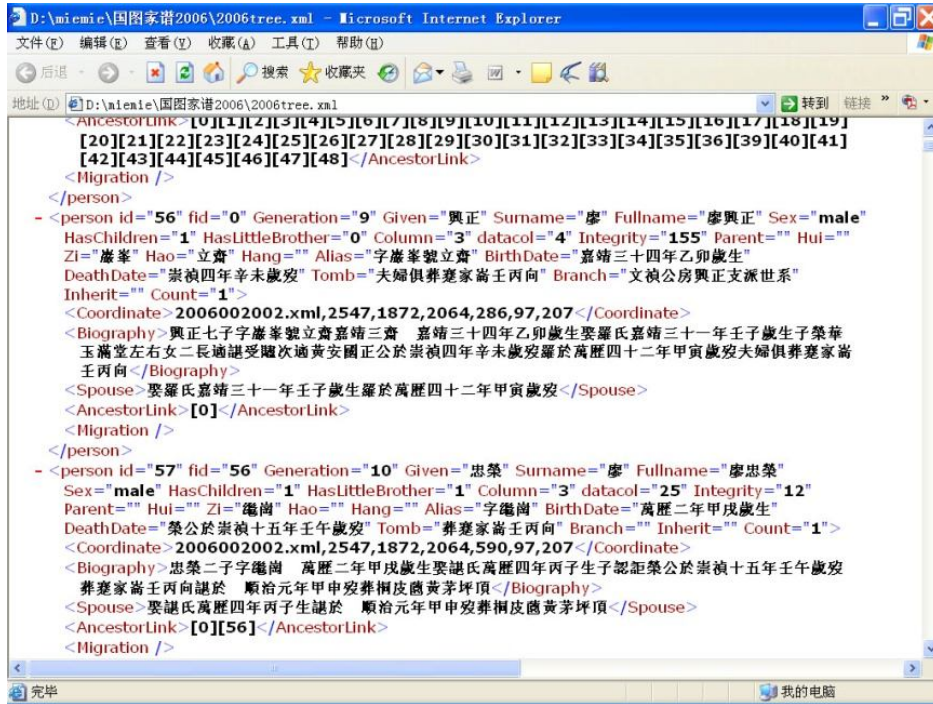 D:\miemie\国图家谱2006\2006tree.xml - Microsoft Internet Explorer
文件(F) 编辑(E) 查看(V) 收藏(A) 工具(T) 帮助(H)
后退 搜索 收藏夹
地址(D) D:\miemie\国图家谱2006\2006tree.xml 转到 链接 »
<AncestorLink>[0][1][2][3][4][5][6][7][8][9][10][11][12][13][14][15][16][17][18][19]
[20][21][22][23][24][25][26][27][28][29][30][31][32][33][34][35][36][39][40][41]
[42][43][44][45][46][47][48]</AncestorLink>
<Migration />
</person>
- <person id="56" fid="0" Generation="9" Given="興正" Surname="廖" Fullname="廖興正" Sex="male"
HasChildren="1" HasLittleBrother="0" Column="3" datacol="4" Integrity="155" Parent="" Hui=""
Zi="巖峯" Hao="立齋" Hang="" Alias="字巖峯號立齋" BirthDate="嘉靖三十四年乙卯歲生"
DeathDate="崇禎四年辛未歲歿" Tomb="夫婦俱葬蹇家嵩壬丙向" Branch="文禎公房興正支派世系"
Inherit="" Count="1">
<Coordinate>2006002002.xml,2547,1872,2064,286,97,207</Coordinate>
<Biography>興正七子字巖峯號立齋嘉靖三齋 嘉靖三十四年乙卯歲生娶羅氏嘉靖三十一年壬子歲生子榮華
玉滿堂左右女二長適諶受驢次適黃安國正公於崇禎四年辛未歲歿羅於萬歷四十二年甲寅歲歿夫婦俱葬蹇家嵩
壬丙向</Biography>
<Spouse>娶羅氏嘉靖三十一年壬子歲生羅於萬歷四十二年甲寅歲歿</Spouse>
<AncestorLink>[0]</AncestorLink>
<Migration />
</person>
- <person id="57" fid="56" Generation="10" Given="忠榮" Surname="廖" Fullname="廖忠榮"
Sex="male" HasChildren="1" HasLittleBrother="1" Column="3" datacol="25" Integrity="12"
Parent="" Hui="" Zi="繼崗" Hao="" Hang="" Alias="字繼崗" BirthDate="萬歷二年甲戌歲生"
DeathDate="榮公於崇禎十五年壬午歲歿" Tomb="葬蹇家嵩壬丙向" Branch="" Inherit="" Count="1">
<Coordinate>2006002002.xml,2547,1872,2064,590,97,207</Coordinate>
<Biography>忠榮二子字繼崗 萬歷二年甲戌歲生娶諶氏萬歷四年丙子生子認詎榮公於崇禎十五年壬午歲歿
葬蹇家嵩壬丙向諶於 順治元年甲申歿葬桐皮薗黃茅坪頂</Biography>
<Spouse>娶諶氏萬歷四年丙子生諶於 順治元年甲申歿葬桐皮薗黃茅坪頂</Spouse>
<AncestorLink>[0][56]</AncestorLink>
<Migration />
完毕 我的电脑